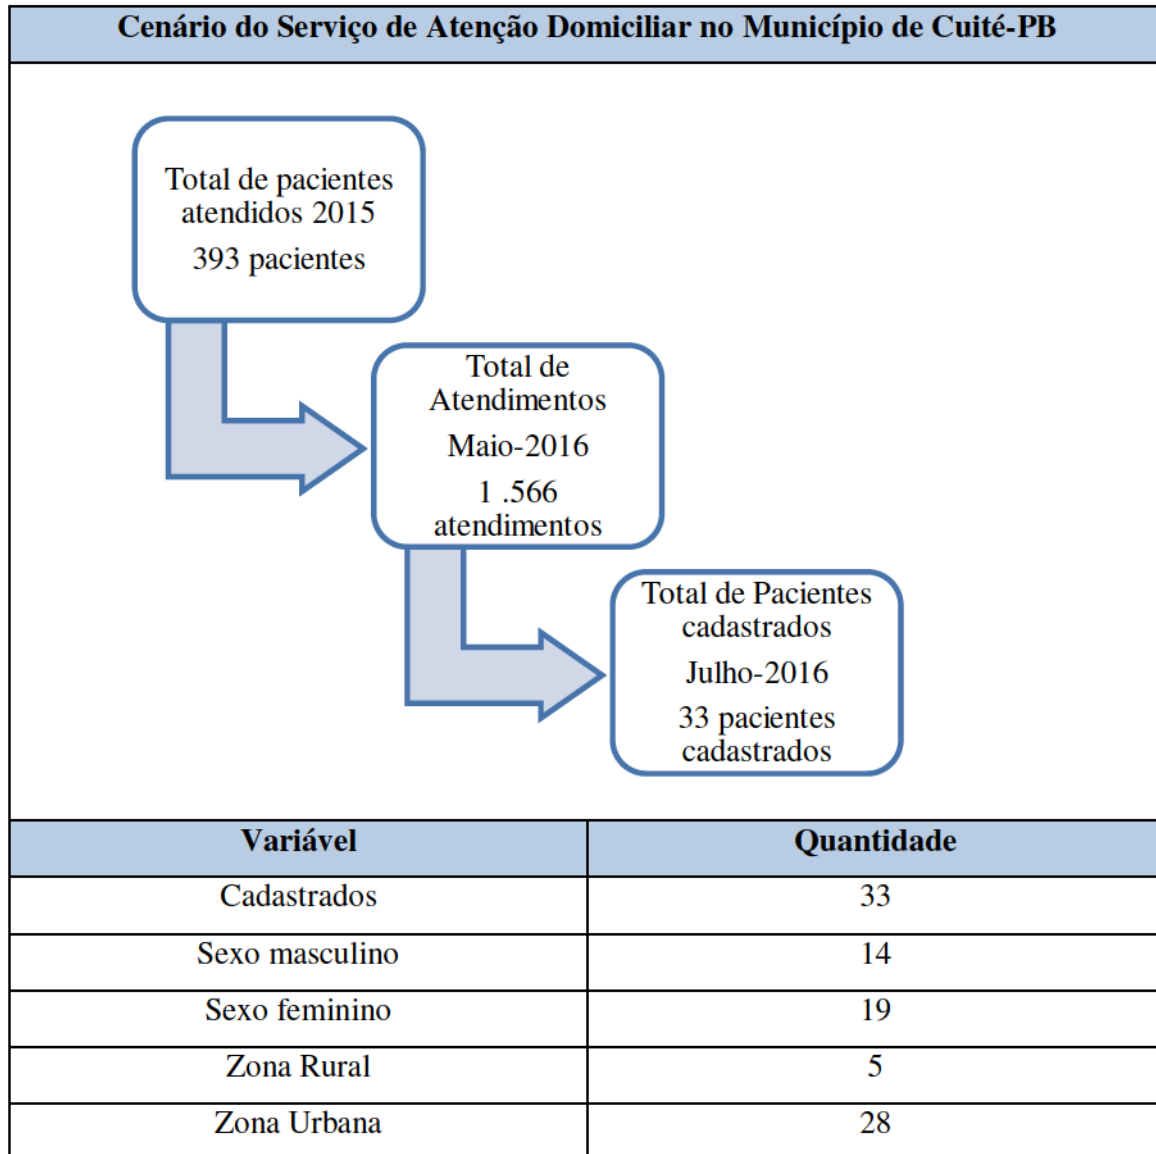 Cenário do Serviço de Atenção Domiciliar no Município de Cuité-PB
Total de pacientes
atendidos 2015
393 pacientes
Total de
Atendimentos
Maio-2016
1 .566
atendimentos
Total de Pacientes
cadastrados
Julho-2016
33 pacientes
cadastrados
Variável Quantidade
Cadastrados 33
Sexo masculino 14
Sexo feminino 19
Zona Rural 5
Zona Urbana 28